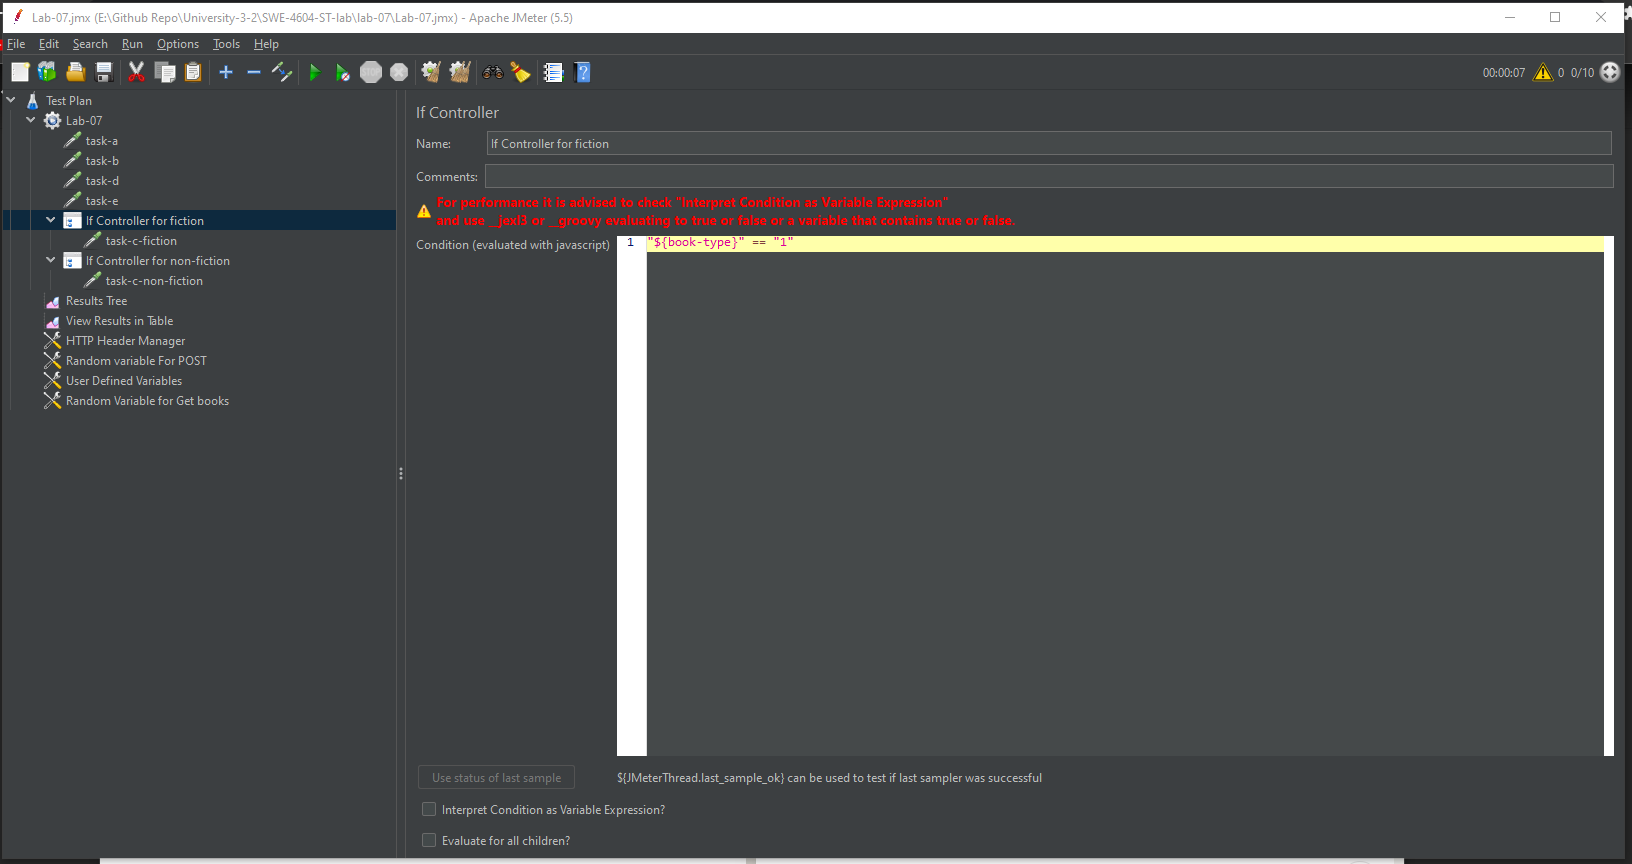 Lab-07.jmx (E:\Github Repo\University-3-2\SWE-4604-ST-lab\lab-07\Lab-07.jmx) - Apache JMeter (5.5)
File Edit Search Run Options Tools Help
STOP
00:00:07 0 0/10
Test Plan
Lab-07
task-a
task-b
task-d
task-e
If Controller for fiction
task-c-fiction
If Controller for non-fiction
task-c-non-fiction
Results Tree
View Results in Table
HTTP Header Manager
Random variable For POST
User Defined Variables
Random Variable for Get books
If Controller
Name: If Controller for fiction
Comments:
For performance it is advised to check "Interpret Condition as Variable Expression"
and use __jexl3 or __groovy evaluating to true or false or a variable that contains true or false.
Condition (evaluated with javascript) 1 "${book-type}" == "1"
Use status of last sample ${JMeterThread.last_sample_ok} can be used to test if last sampler was successful
Interpret Condition as Variable Expression?
Evaluate for all children?